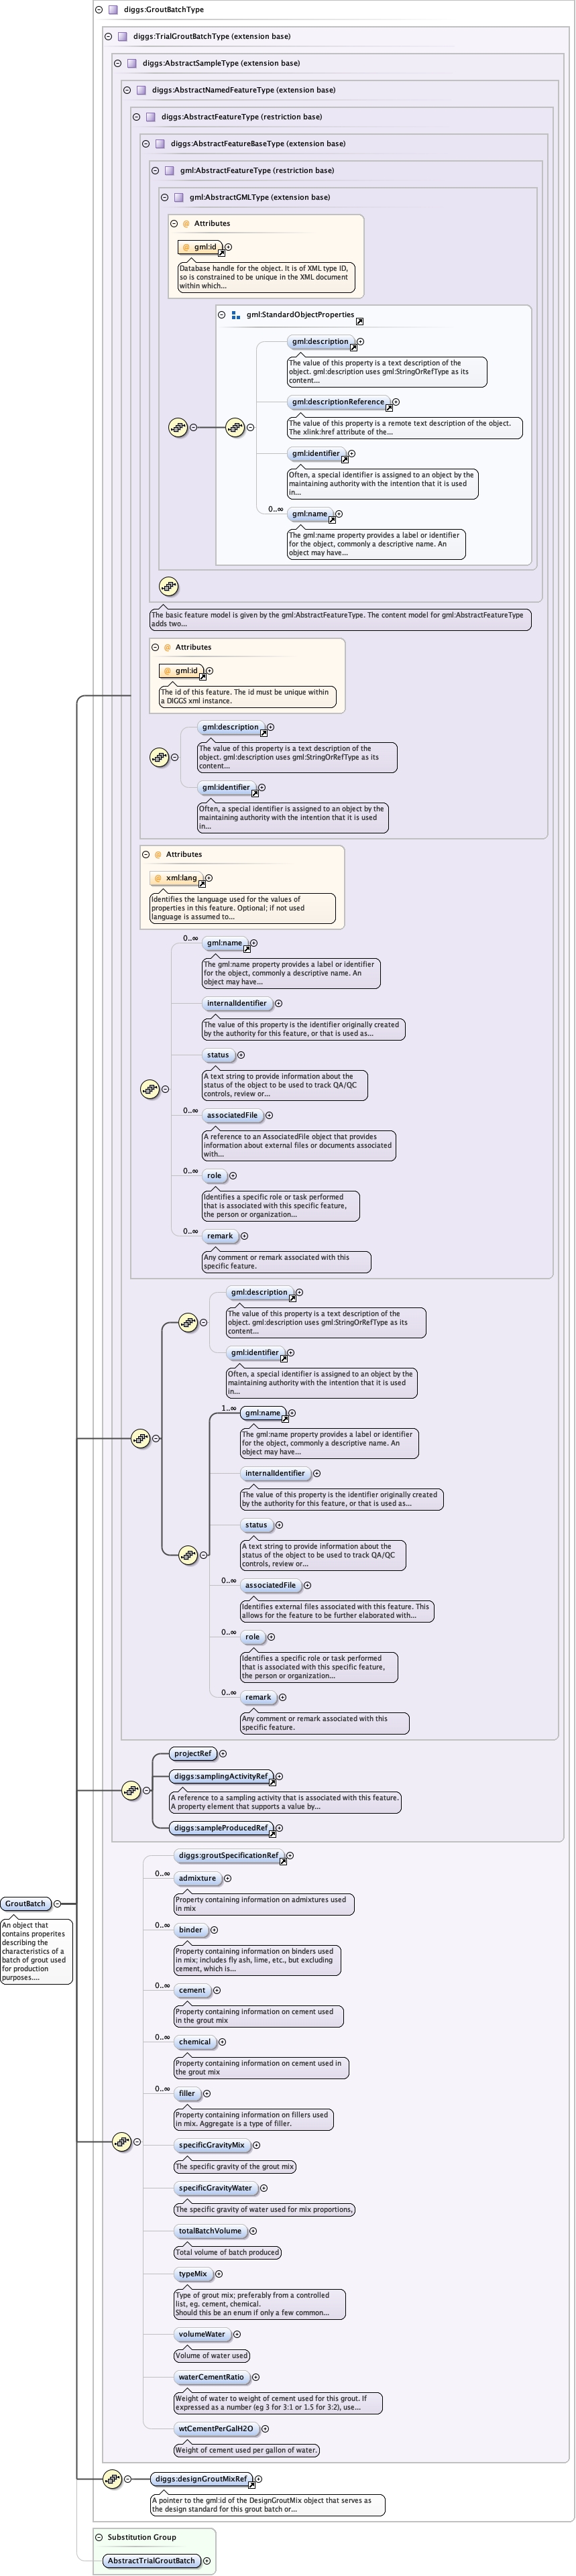 diggs:GroutBatchType
diggs:TrialGroutBatchType (extension base)
diggs:AbstractSampleType (extension base)
diggs:AbstractNamedFeatureType (extension base)
diggs:AbstractFeatureType (restriction base)
diggs:AbstractFeatureBaseType (extension base)
gml:AbstractFeatureType (restriction base)
gml:AbstractGMLType (extension base)
@ Attributes
@ gml:id
Database handle for the object. It is of XML type ID,
so is constrained to be unique in the XML document
within which...
gml:StandardObjectProperties
gml:description
The value of this property is a text description of the
object. gml:description uses gml:StringOrRefType as its
content...
gml:descriptionReference
The value of this property is a remote text description of the object.
The xlink:href attribute of the...
gml:identifier
Often, a special identifier is assigned to an object by the
maintaining authority with the intention that it is used
in...
0..∞
gml:name
The gml:name property provides a label or identifier
for the object, commonly a descriptive name. An
object may have...
The basic feature model is given by the gml:AbstractFeatureType. The content model for gml:AbstractFeatureType
adds two...
@ Attributes
@ gml:id
The id of this feature. The id must be unique within
a DIGGS xml instance.
gml:description
The value of this property is a text description of the
object. gml:description uses gml:StringOrRefType as its
content...
gml:identifier
Often, a special identifier is assigned to an object by the
maintaining authority with the intention that it is used
in...
@ Attributes
@ xml:lang
Identifies the language used for the values of
properties in this feature. Optional; if not used
language is assumed to...
0..∞
gml:name
The gml:name property provides a label or identifier
for the object, commonly a descriptive name. An
object may have...
internalIdentifier
The value of this property is the identifier originally created
by the authority for this feature, or that is used as...
status
A text string to provide information about the
status of the object to be used to track QA/QC
controls, review or...
0..∞
associatedFile
A reference to an AssociatedFile object that provides
information about external files or documents associated
with...
0..∞
role
Identifies a specific role or task performed
that is associated with this specific feature,
the person or organization...
0..∞
remark
Any comment or remark associated with this
specific feature.
gml:description
The value of this property is a text description of the
object. gml:description uses gml:StringOrRefType as its
content...
gml:identifier
Often, a special identifier is assigned to an object by the
maintaining authority with the intention that it is used
in...
1..∞
gml:name
The gml:name property provides a label or identifier
for the object, commonly a descriptive name. An
object may have...
internalIdentifier
The value of this property is the identifier originally created
by the authority for this feature, or that is used as...
status
A text string to provide information about the
status of the object to be used to track QA/QC
controls, review or...
0..∞
associatedFile
Identifies external files associated with this feature. This
allows for the feature to be further elaborated with...
0..∞
role
Identifies a specific role or task performed
that is associated with this specific feature,
the person or organization...
0..∞
remark
Any comment or remark associated with this
specific feature.
projectRef
diggs:samplingActivityRef
A reference to a sampling activity that is associated with this feature.
A property element that supports a value by...
diggs:sampleProducedRef
GroutBatch
An object that
contains properites
describing the
characteristics of a
batch of grout used
for production
purposes....
diggs:groutSpecificationRef
0..∞
admixture
Property containing information on admixtures used
in mix
0..∞
binder
Property containing information on binders used
in mix; includes fly ash, lime, etc., but excluding
cement, which is...
0..∞
cement
Property containing information on cement used
in the grout mix
0..∞
chemical
Property containing information on cement used in
the grout mix
0..∞
filler
Property containing information on fillers used
in mix. Aggregate is a type of filler.
specificGravityMix
The specific gravity of the grout mix
specificGravityWater
The specific gravity of water used for mix proportions,
totalBatchVolume
Total volume of batch produced
typeMix
Type of grout mix; preferably from a controlled
list, eg. cement, chemical.
Should this be an enum if only a few common...
volumeWater
Volume of water used
waterCementRatio
Weight of water to weight of cement used for this grout. If
expressed as a number (eg 3 for 3:1 or 1.5 for 3:2), use...
wtCementPerGalH2O
Weight of cement used per gallon of water.
diggs:designGroutMixRef
A pointer to the gml:id of the DesignGroutMix object that serves as
the design standard for this grout batch or...
Substitution Group
AbstractTrialGroutBatch